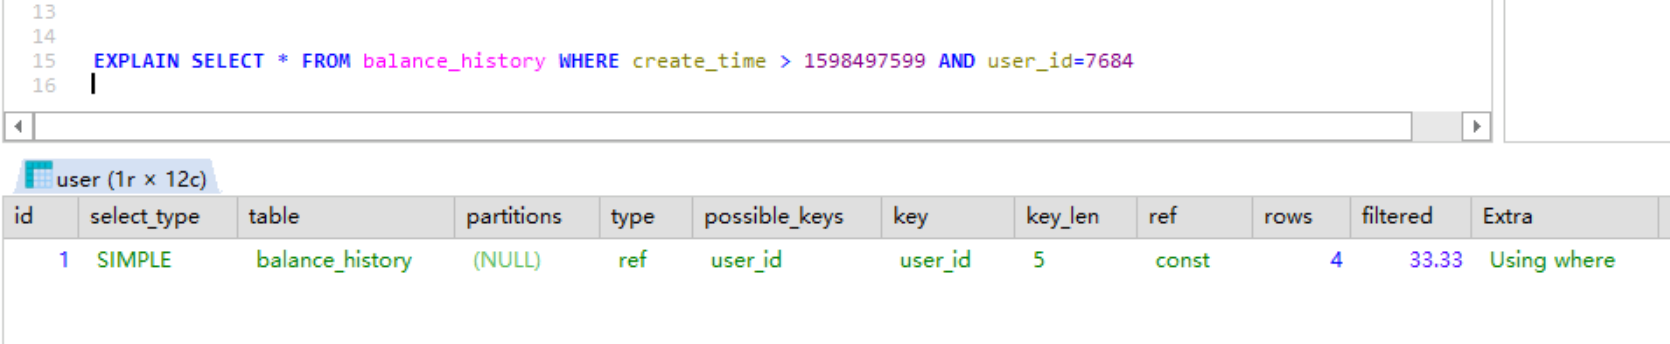 13
14
15 EXPLAIN SELECT * FROM balance_history WHERE create_time > 1598497599 AND user_id=7684
16
user (1r × 12c)
id select_type table partitions type possible_keys key key_len ref rows filtered Extra
1 SIMPLE balance_history (NULL) ref user_id user_id 5 const 4 33.33 Using where